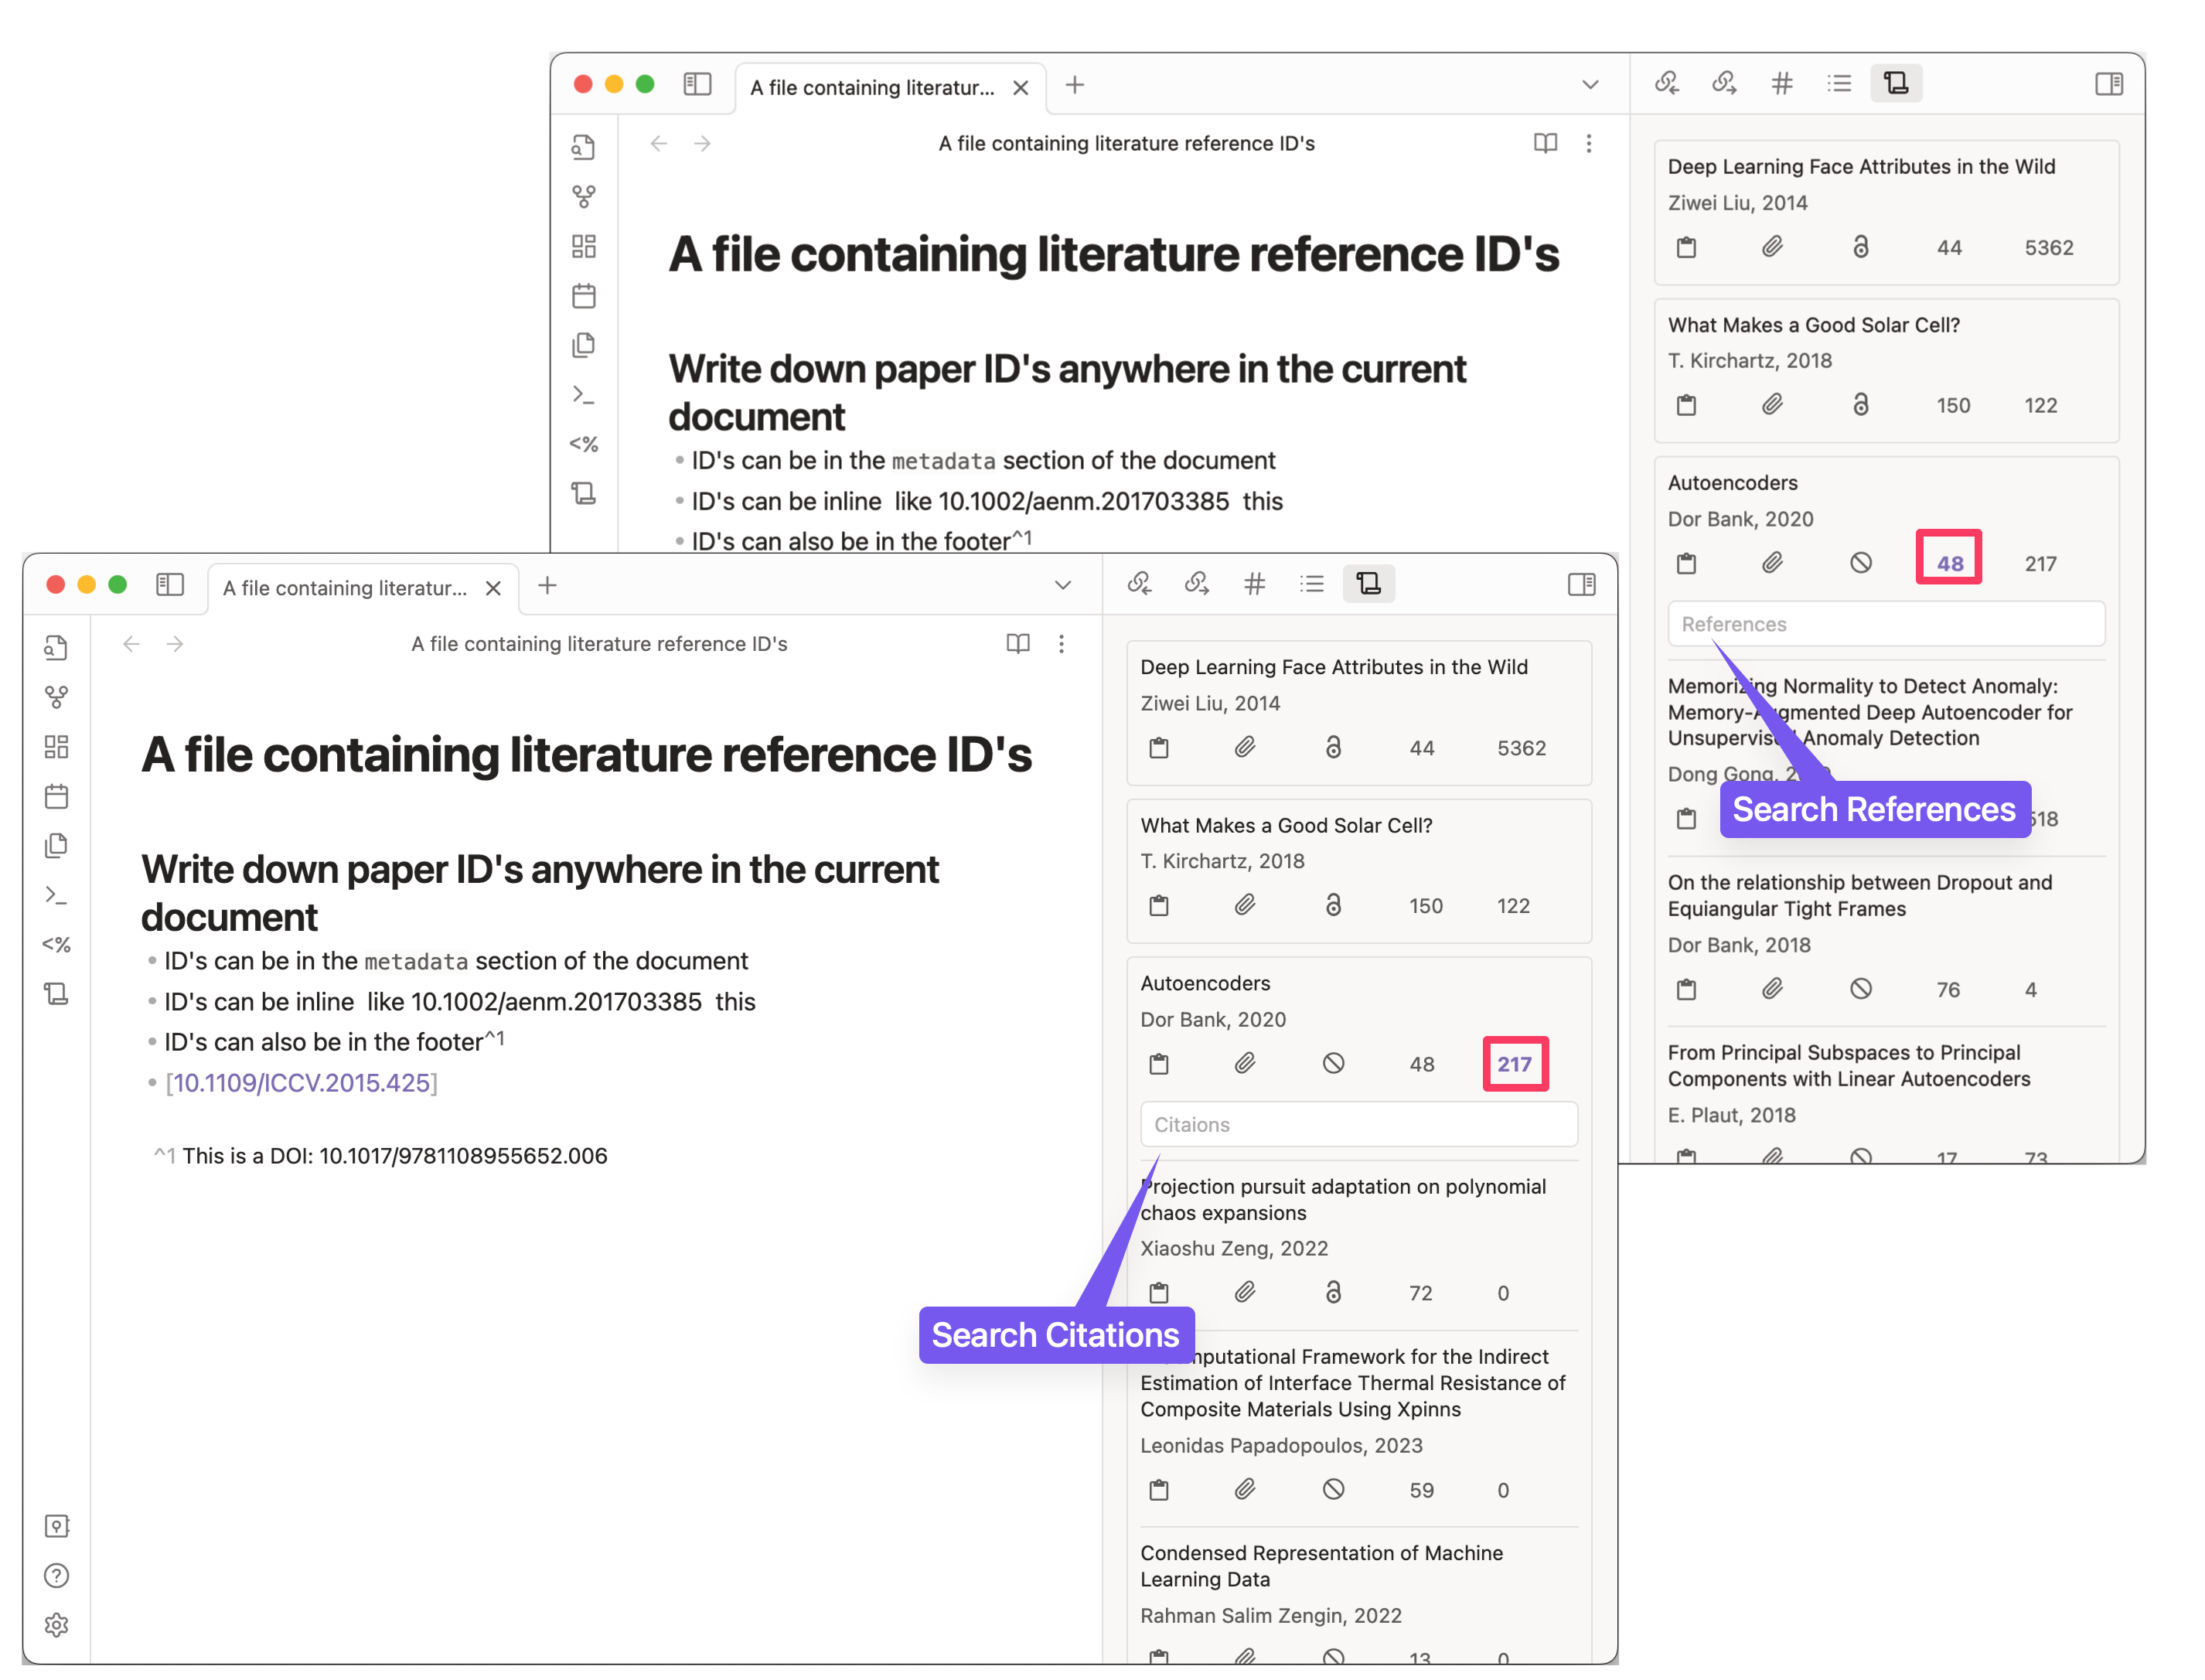 A file containing literatur...
A file containing literature reference ID's
A file containing literature reference ID's
Write down paper ID's anywhere in the current
document
ID's can be in the metadata section of the document
ID's can be inline like 10.1002/aenm.201703385 this
ID's can also be in the footer^1
<%
Deep Learning Face Attributes in the Wild
Ziwei Liu, 2014
44 5362
What Makes a Good Solar Cell?
T. Kirchartz, 2018
150 122
Autoencoders
Dor Bank, 2020
48 217
References
Memorizing Normality to Detect Anomaly:
Memory-Augmented Deep Autoencoder for
Unsupervised Anomaly Detection
Dong Gong,
Search References
On the relationship between Dropout and
Equiangular Tight Frames
Dor Bank, 2018
76 4
From Principal Subspaces to Principal
Components with Linear Autoencoders
E. Plaut, 2018
17 73
A file containing literatur...
A file containing literature reference ID's
A file containing literature reference ID's
Write down paper ID's anywhere in the current
document
ID's can be in the metadata section of the document
ID's can be inline like 10.1002/aenm.201703385 this
ID's can also be in the footer^1
[10.1109/ICCV.2015.425]
^1 This is a DOI: 10.1017/9781108955652.006
<%
Deep Learning Face Attributes in the Wild
Ziwei Liu, 2014
44 5362
What Makes a Good Solar Cell?
T. Kirchartz, 2018
150 122
Autoencoders
Dor Bank, 2020
48 217
Citaions
Projection pursuit adaptation on polynomial
chaos expansions
Xiaoshu Zeng, 2022
72 0
Search Citations
Framework for the Indirect
Estimation of Interface Thermal Resistance of
Composite Materials Using Xpinns
Leonidas Papadopoulos, 2023
59 0
Condensed Representation of Machine
Learning Data
Rahman Salim Zengin, 2022
13 0